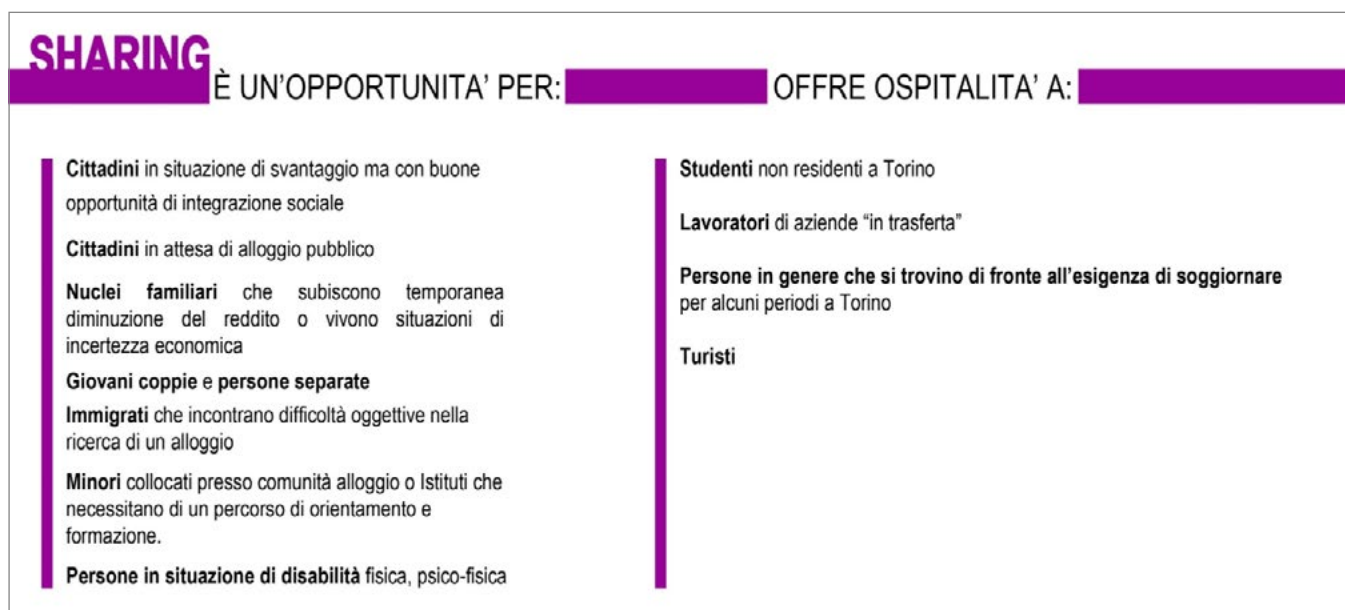 SHARING
È UN’OPPORTUNITA’ PER:
OFFRE OSPITALITA’ A:
Cittadini in situazione di svantaggio ma con buone
opportunità di integrazione sociale
Cittadini in attesa di alloggio pubblico
Nuclei familiari che subiscono temporanea
diminuzione del reddito o vivono situazioni di
incertezza economica
Giovani coppie e persone separate
Immigrati che incontrano difficoltà oggettive nella
ricerca di un alloggio
Minori collocati presso comunità alloggio o Istituti che
necessitano di un percorso di orientamento e
formazione.
Persone in situazione di disabilità fisica, psico-fisica
Studenti non residenti a Torino
Lavoratori di aziende “in trasferta”
Persone in genere che si trovino di fronte all’esigenza di soggiornare
per alcuni periodi a Torino
Turisti